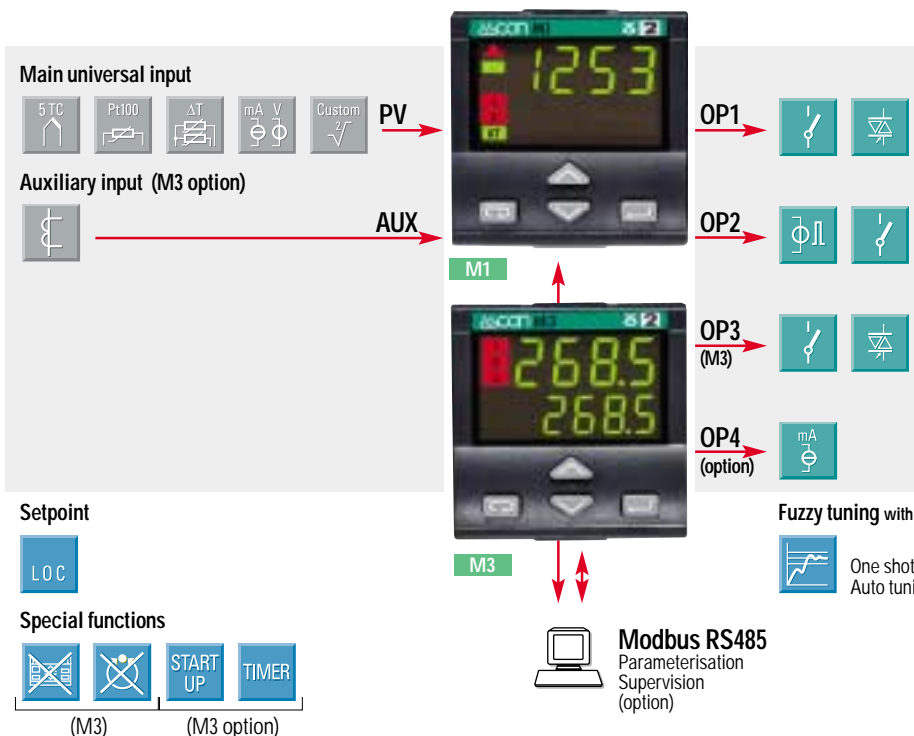 Main universal input
5 TC
Pt100
ΔT
mA V
Custom
PV
Auxiliary input (M3 option)
AUX
ascon M1
1253
M1
OP1
OP2
OP3
(M3)
OP4
(option)
mA
ascon M3
268.5
268.5
M3
Setpoint
LOC
Special functions
START
UP
TIMER
(M3)
(M3 option)
Fuzzy tuning with
One shot
Auto tuni
Modbus RS485
Parameterisation
Supervision
(option)